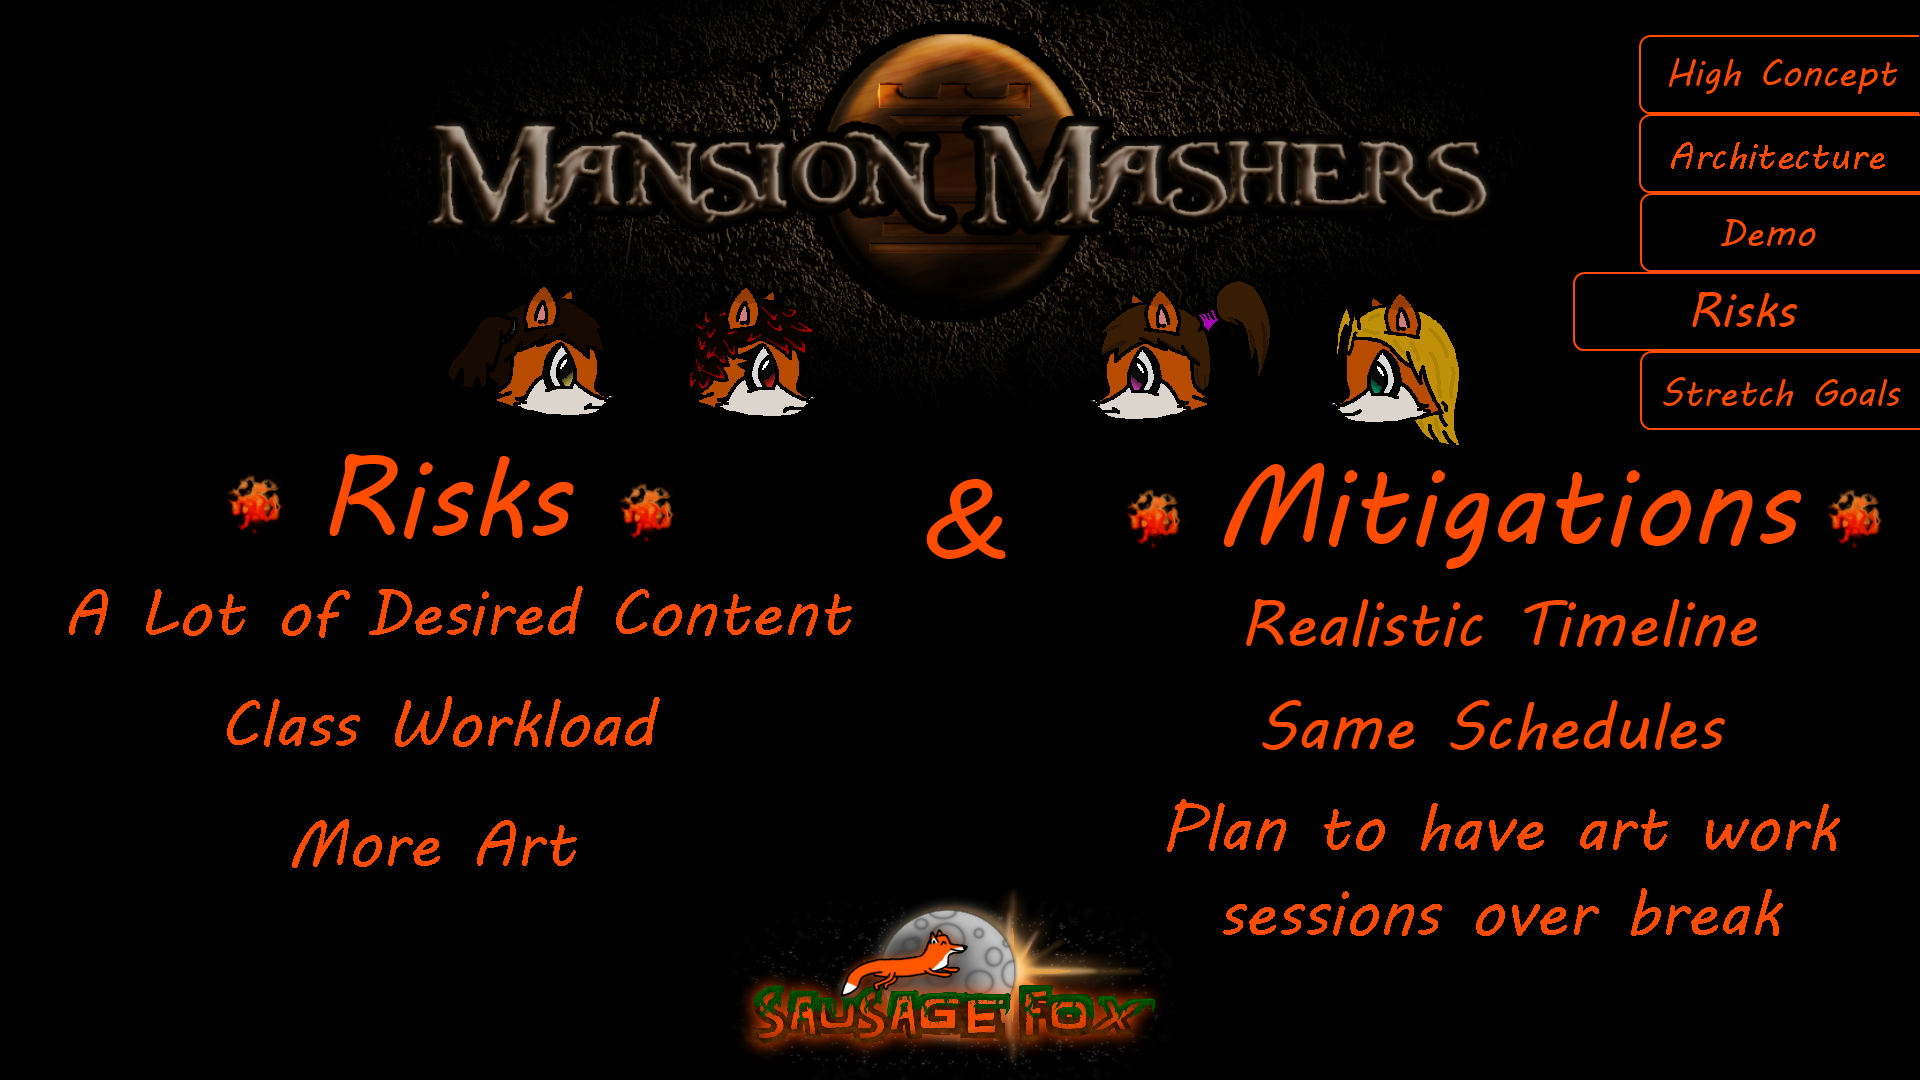 Mansion Mashers
High Concept
Architecture
Demo
Risks
Stretch Goals
Risks & Mitigations
A Lot of Desired Content
Realistic Timeline
Class Workload
Same Schedules
More Art
Plan to have art work
sessions over break
Sausage Fox